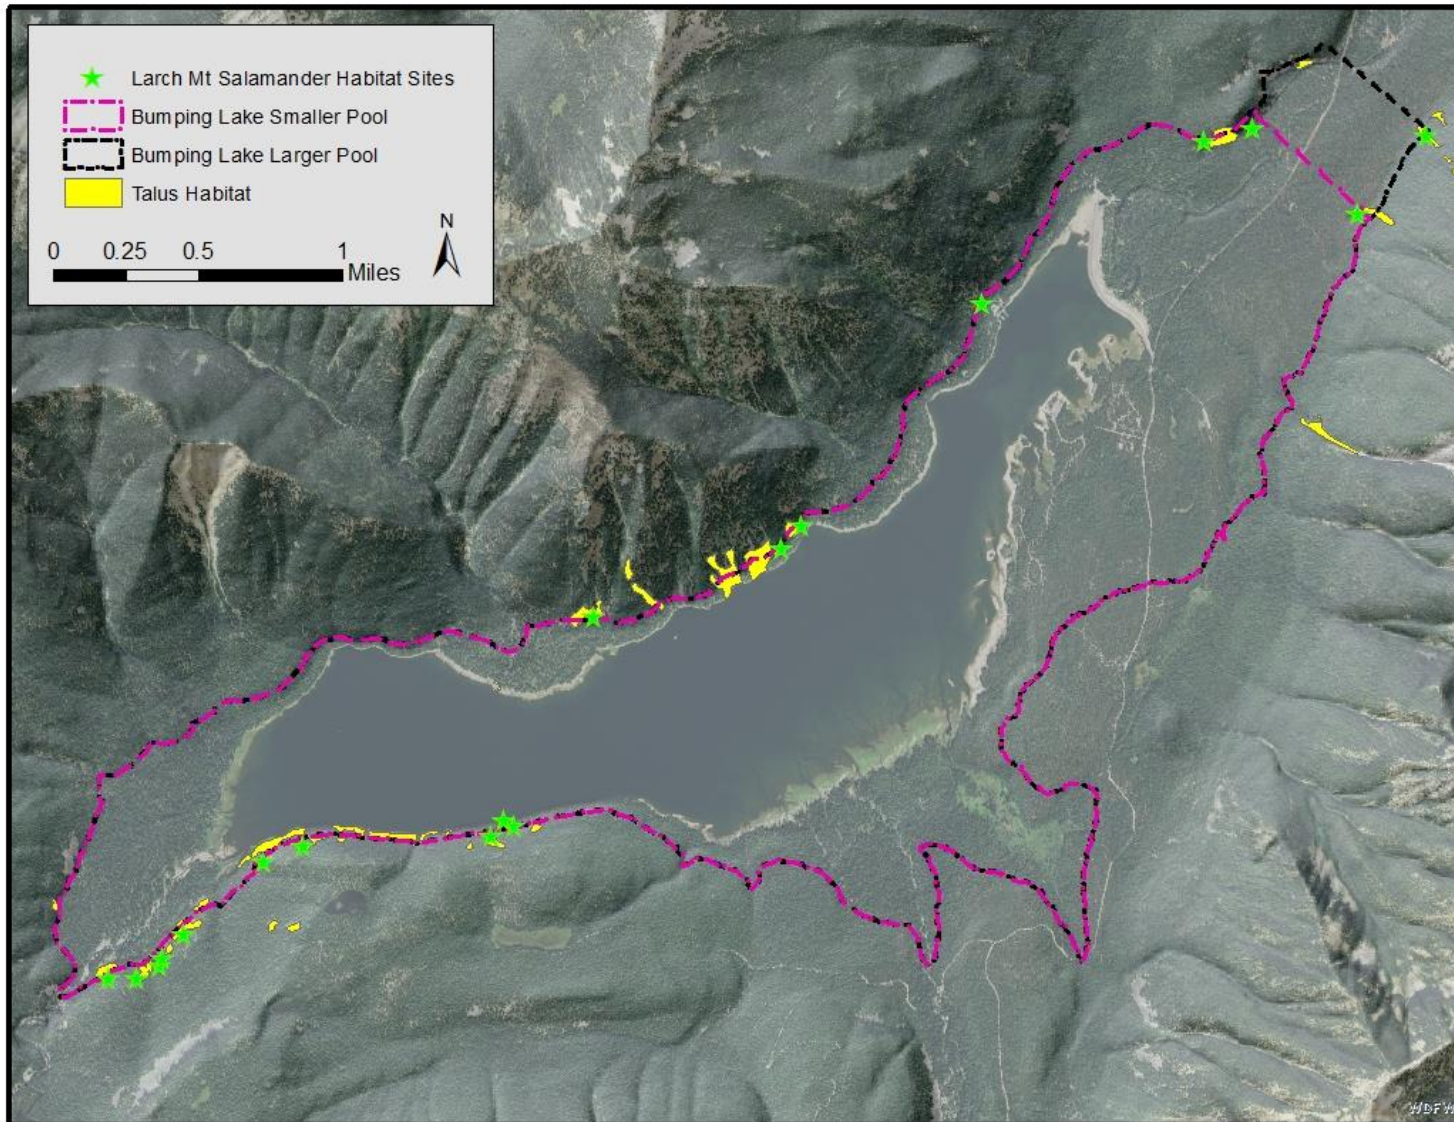 Larch Mt Salamander Habitat Sites
Bumping Lake Smaller Pool
Bumping Lake Larger Pool
Talus Habitat
N
0 0.25 0.5 1
Miles
WDFW